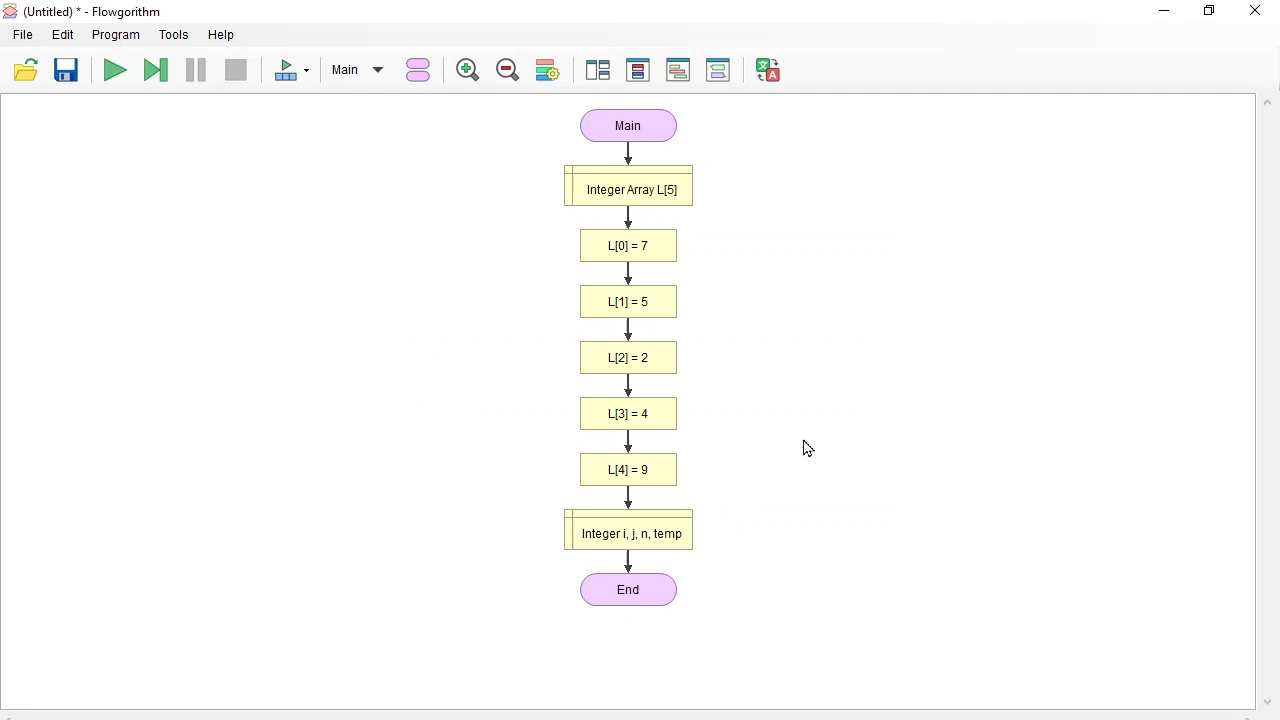 (Untitled) * - Flowgorithm
File Edit Program Tools Help
Main
Main
Integer Array L[5]
L[0] = 7
L[1] = 5
L[2] = 2
L[3] = 4
L[4] = 9
Integer i, j, n, temp
End